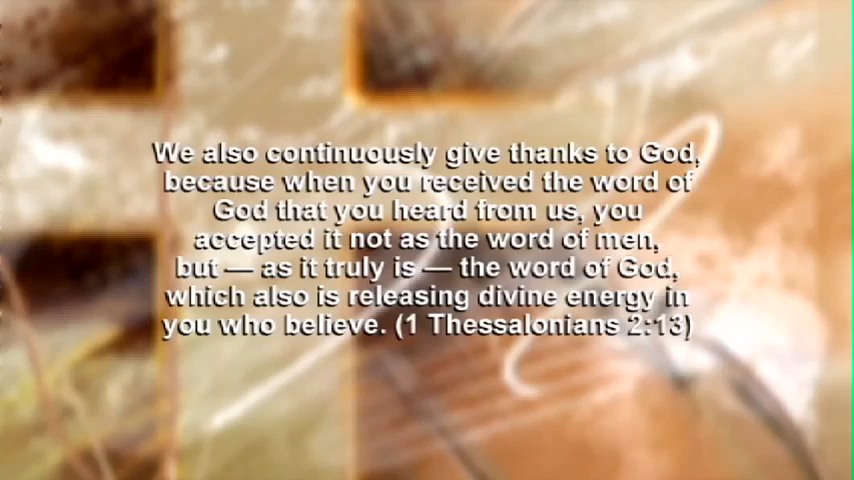 We also continuously give thanks to God,
because when you received the word of
God that you heard from us, you
accepted it not as the word of men,
but — as it truly is — the word of God,
which also is releasing divine energy in
you who believe. (1 Thessalonians 2:13)